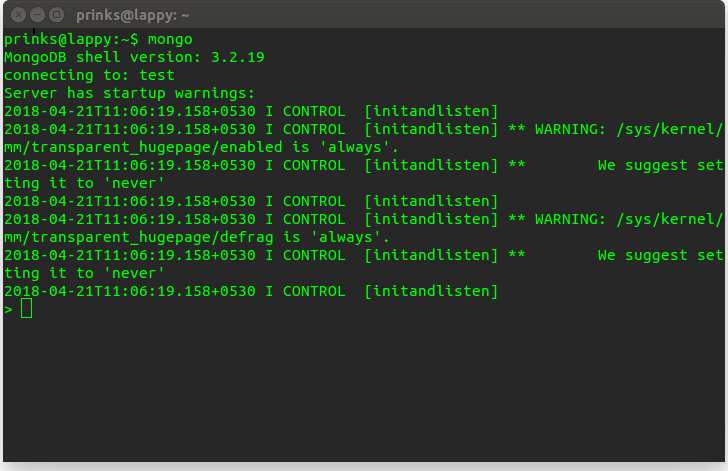 prinks@lappy: ~
prinks@lappy:~$ mongo
MongoDB shell version: 3.2.19
connecting to: test
Server has startup warnings:
2018-04-21T11:06:19.158+0530 I CONTROL  [initandlisten]
2018-04-21T11:06:19.158+0530 I CONTROL  [initandlisten] ** WARNING: /sys/kernel/
mm/transparent_hugepage/enabled is 'always'.
2018-04-21T11:06:19.158+0530 I CONTROL  [initandlisten] **        We suggest set
ting it to 'never'
2018-04-21T11:06:19.158+0530 I CONTROL  [initandlisten]
2018-04-21T11:06:19.158+0530 I CONTROL  [initandlisten] ** WARNING: /sys/kernel/
mm/transparent_hugepage/defrag is 'always'.
2018-04-21T11:06:19.158+0530 I CONTROL  [initandlisten] **        We suggest set
ting it to 'never'
2018-04-21T11:06:19.158+0530 I CONTROL  [initandlisten]
>